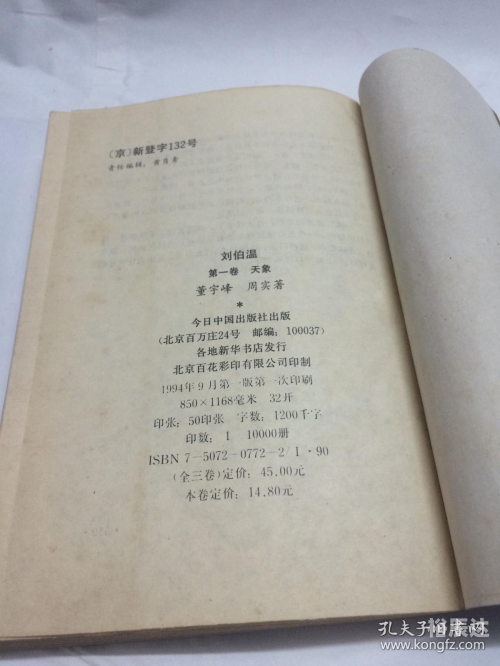 〔京〕新登字132号
责任编辑：黄茵青
刘伯温
第一卷 天象
董宇峰 周实著
*
今日中国出版社出版
(北京百万庄24号 邮编：100037)
各地新华书店发行
北京百花彩印有限公司印制
1994年9月第一版第一次印刷
850×1168毫米 32开
印张：50印张 字数：1200千字
印数：1 10000册
ISBN 7-5072-0772-2/I·90
(全三卷)定价：45.00元
本卷定价：14.80元
孔夫子旧书网
www.kongfz.com